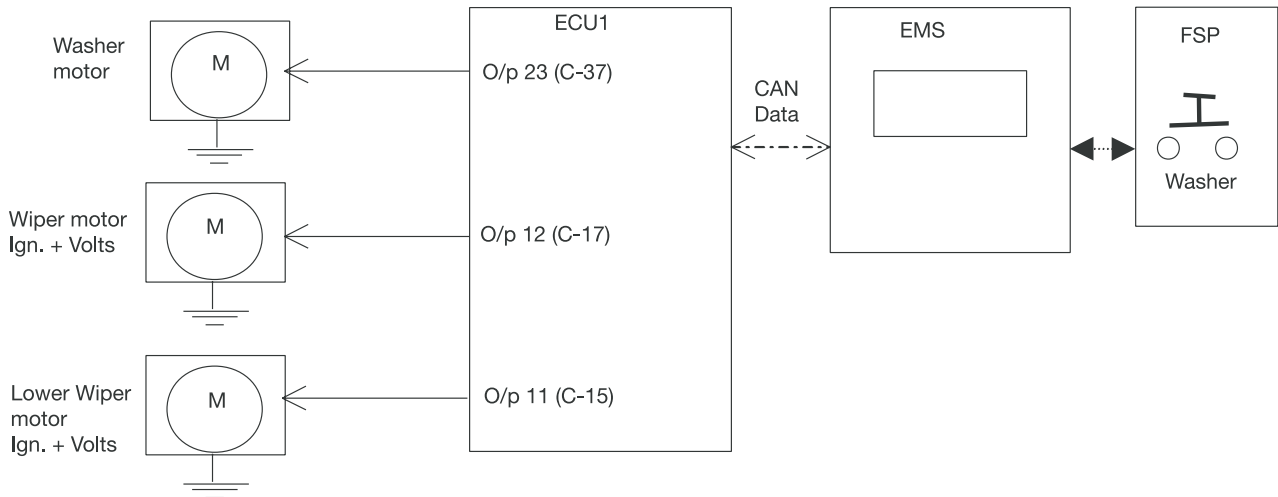 Washer
motor
M
Wiper motor
Ign. + Volts
M
Lower Wiper
motor
Ign. + Volts
M
ECU1
O/p 23 (C-37)
O/p 12 (C-17)
O/p 11 (C-15)
CAN
Data
EMS
FSP
Washer